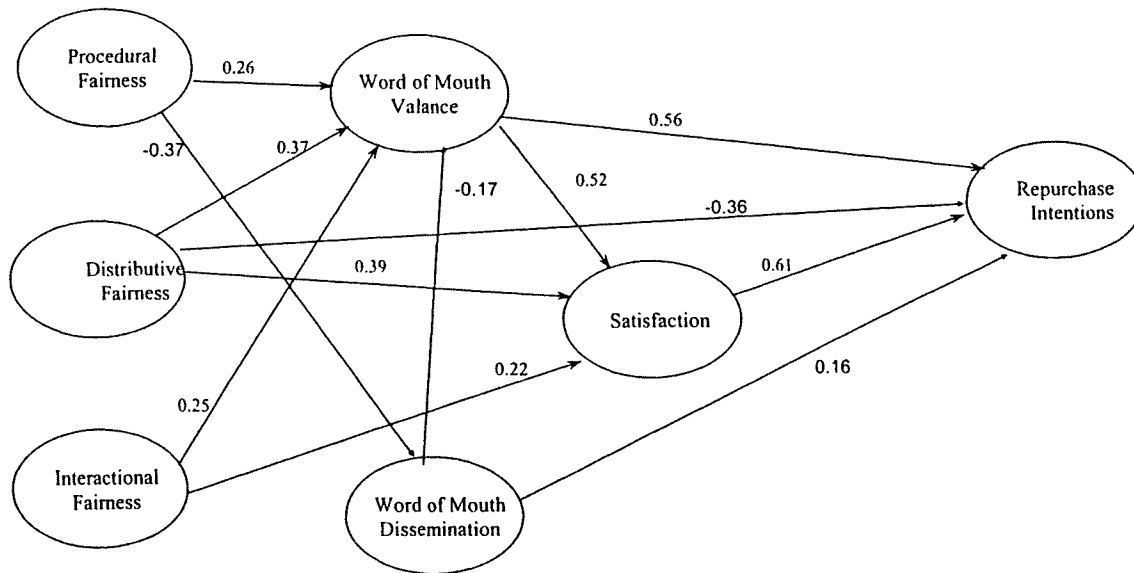 Procedural
Fairness
0.26
Word of Mouth
Valance
0.56
-0.37
0.37
-0.17
0.52
Repurchase
Intentions
-0.36
Distributive
Fairness
0.39
0.61
Satisfaction
0.22
0.16
0.25
Interactional
Fairness
Word of Mouth
Dissemination